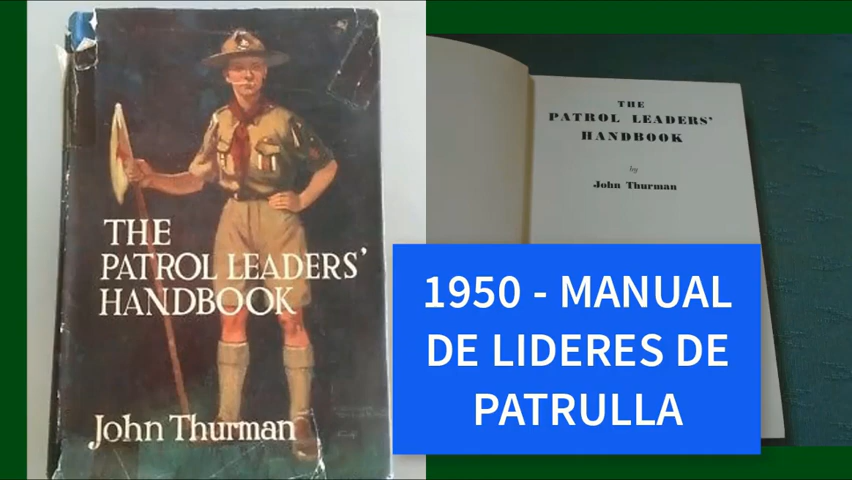 THE
PATROL LEADERS'
HANDBOOK
John Thurman
THE
PATROL LEADERS'
HANDBOOK
by
John Thurman
1950 - MANUAL
DE LIDERES DE
PATRULLA